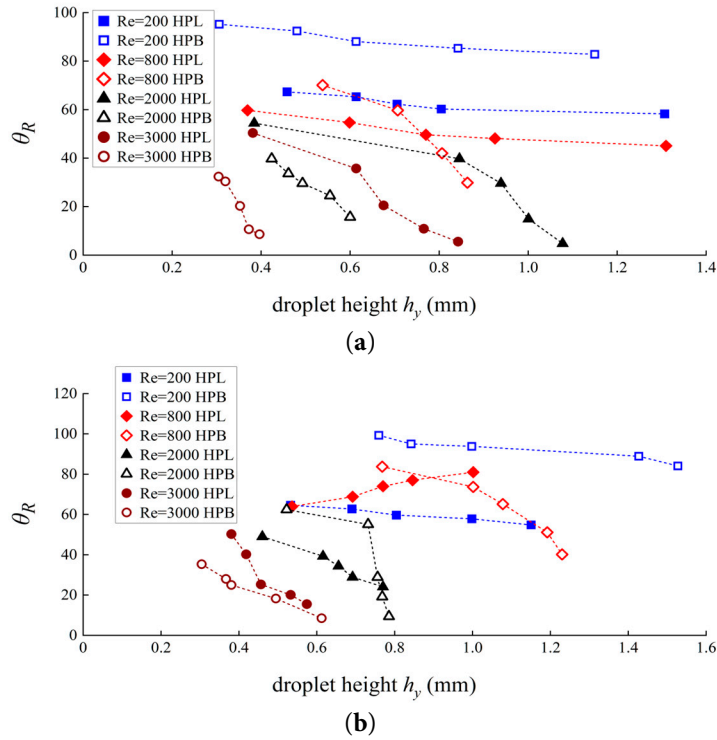 (a)
100
80
60
40
20
0
θR
Re=200 HPL
Re=200 HPB
Re=800 HPL
Re=800 HPB
Re=2000 HPL
Re=2000 HPB
Re=3000 HPL
Re=3000 HPB
0 0.2 0.4 0.6 0.8 1.0 1.2 1.4
droplet height hy (mm)
(b)
120
100
80
60
40
20
0
θR
Re=200 HPL
Re=200 HPB
Re=800 HPL
Re=800 HPB
Re=2000 HPL
Re=2000 HPB
Re=3000 HPL
Re=3000 HPB
0 0.2 0.4 0.6 0.8 1.0 1.2 1.4 1.6
droplet height hy (mm)